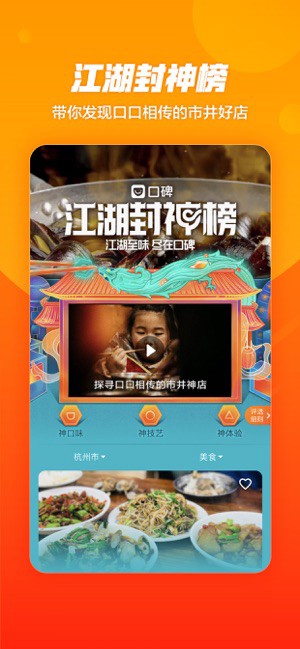 江湖封神榜
带你发现口口相传的市井好店
口碑
江湖封神榜
江湖至味 尽在口碑
探寻口口相传的市井神店
神口味
神技艺
神体验
评选
规则
杭州市
美食